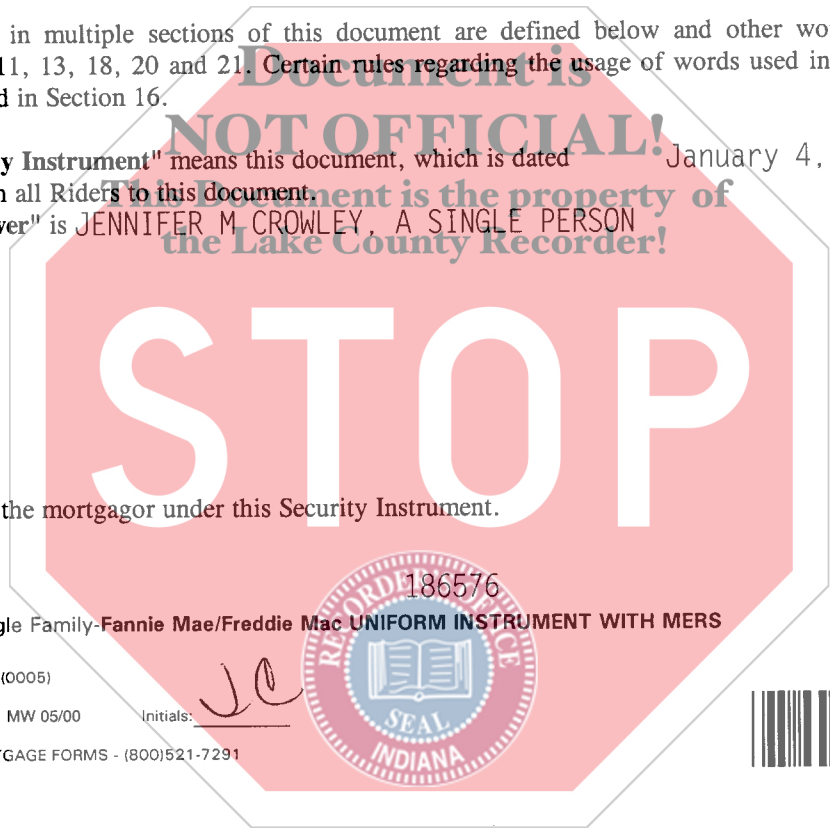 in multiple sections of this document are defined below and other wo
11, 13, 18, 20 and 21. Certain rules regarding the usage of words used in
d in Section 16.
Document is
NOT OFFICIAL!
This Document is the property of
the Lake County Recorder!
y Instrument" means this document, which is dated January 4,
h all Riders to this document.
ver" is JENNIFER M CROWLEY, A SINGLE PERSON
STOP
the mortgagor under this Security Instrument.
186576
gle Family-Fannie Mae/Freddie Mac UNIFORM INSTRUMENT WITH MERS
(0005)
MW 05/00 Initials: JC
TGAGE FORMS - (800)521-7291
RECORDER'S OFFICE
SEAL
INDIANA